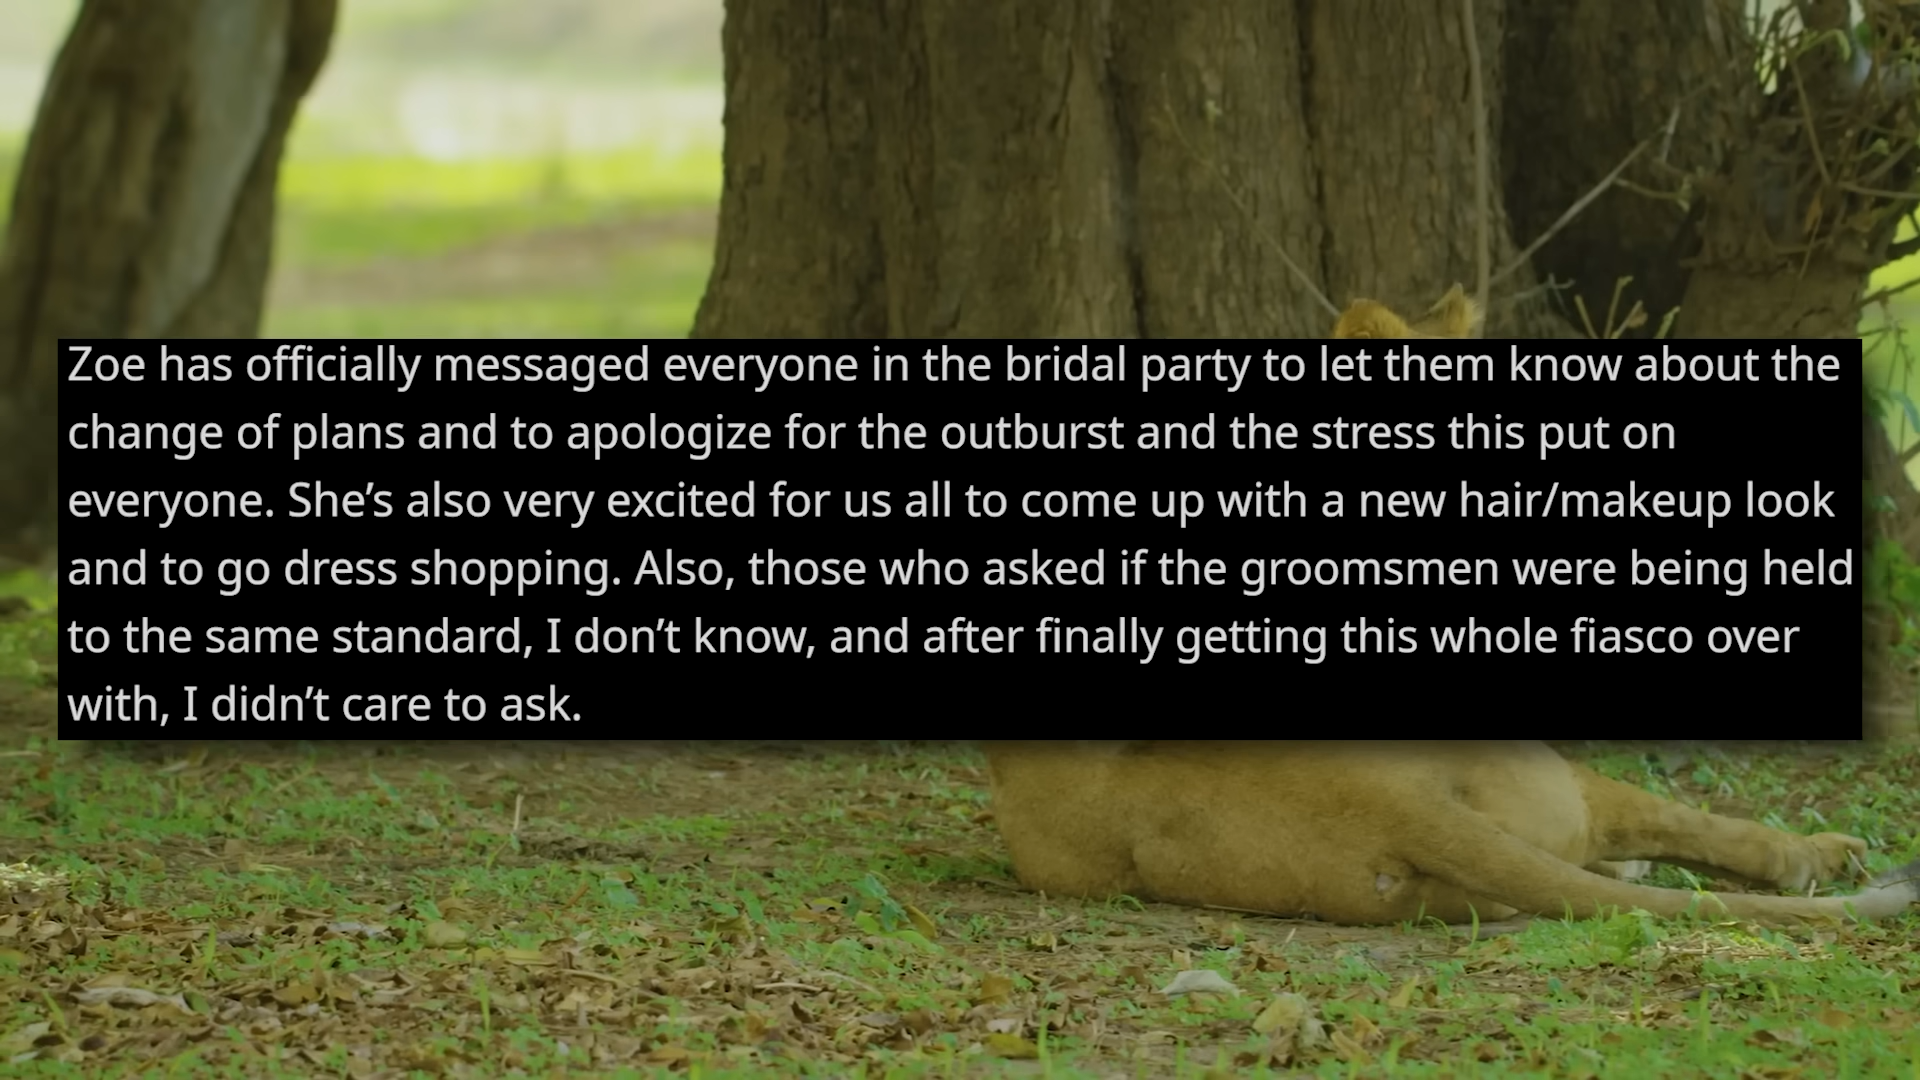 Zoe has officially messaged everyone in the bridal party to let them know about the
change of plans and to apologize for the outburst and the stress this put on
everyone. She’s also very excited for us all to come up with a new hair/makeup look
and to go dress shopping. Also, those who asked if the groomsmen were being held
to the same standard, I don’t know, and after finally getting this whole fiasco over
with, I didn’t care to ask.